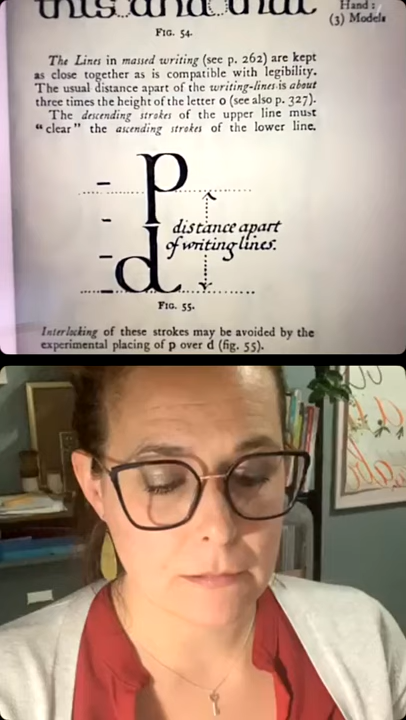 this and that
Hand:
(3) Models
FIG. 54.
The Lines in massed writing (see p. 262) are kept
as close together as is compatible with legibility.
The usual distance apart of the writing-lines is about
three times the height of the letter o (see also p. 327).
The descending strokes of the upper line must
"clear" the ascending strokes of the lower line.
p
distance apart
of writing lines.
d
FIG. 55.
Interlocking of these strokes may be avoided by the
experimental placing of p over d (fig. 55).